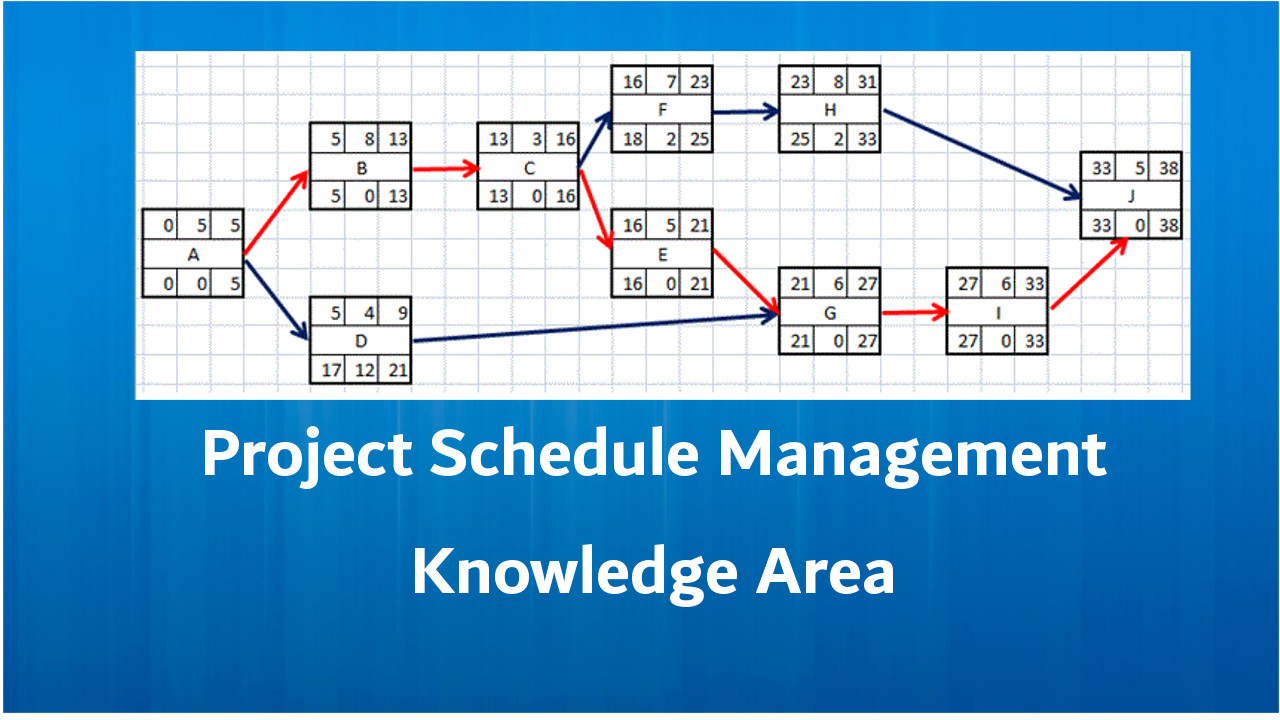 16 7 23
F
18 2 25
23 8 31
H
25 2 33
5 8 13
B
5 0 13
13 3 16
C
13 0 16
33 5 38
J
33 0 38
0 5 5
A
0 0 5
16 5 21
E
16 0 21
5 4 9
D
17 12 21
21 6 27
G
21 0 27
27 6 33
I
27 0 33
Project Schedule Management
Knowledge Area